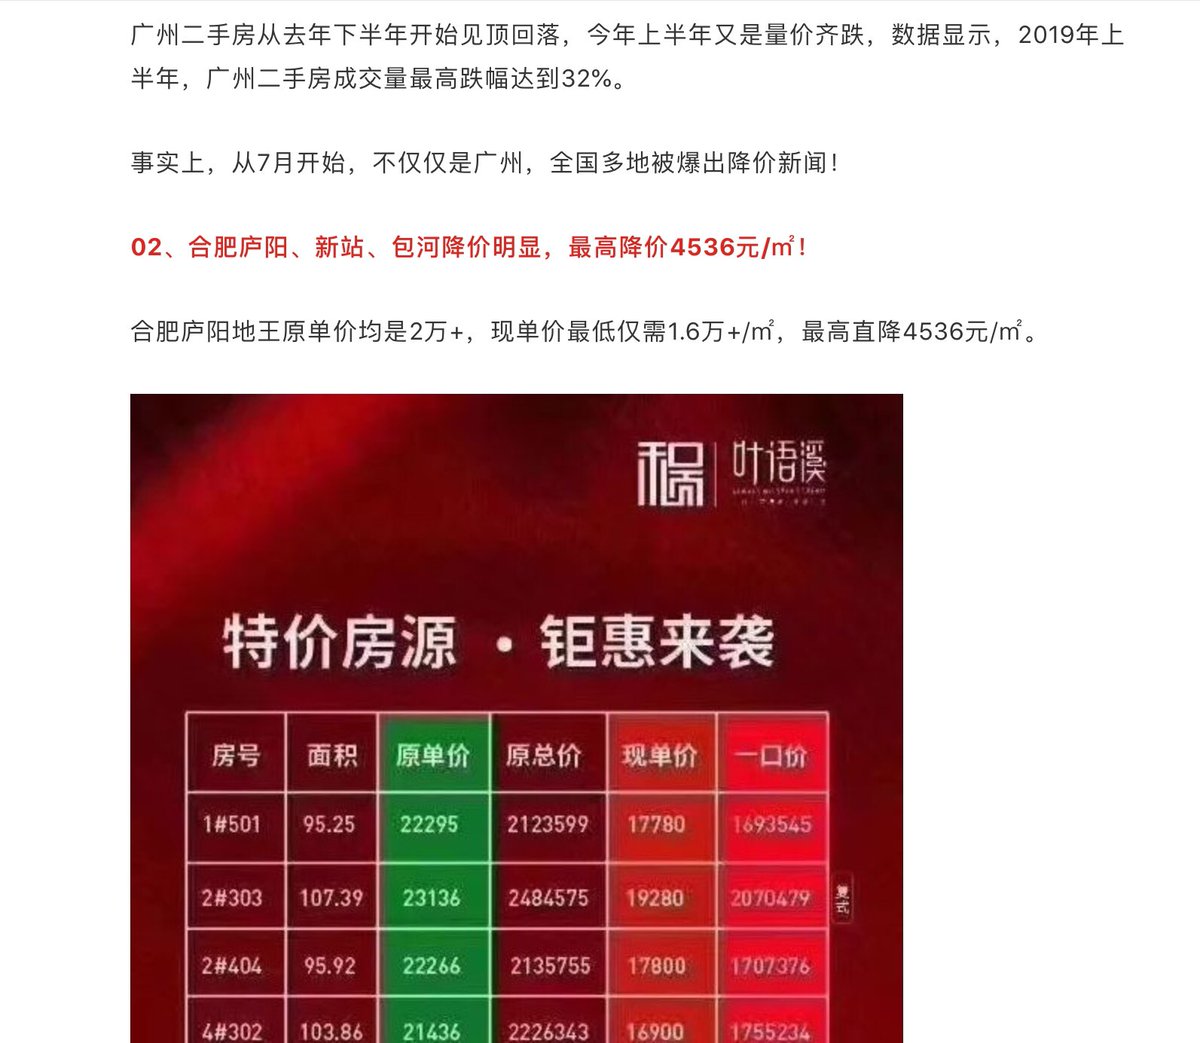 广州二手房从去年下半年开始见顶回落，今年上半年又是量价齐跌，数据显示，2019年上
半年，广州二手房成交量最高跌幅达到32%。
事实上，从7月开始，不仅仅是广州，全国多地被爆出降价新闻！
02、合肥庐阳、新站、包河降价明显，最高降价4536元/㎡！
合肥庐阳地王原单价均是2万+，现单价最低仅需1.6万+/㎡，最高直降4536元/㎡。
叶语溪
特价房源 · 钜惠来袭
房号 面积 原单价 原总价 现单价 一口价
1#501 95.25 22295 2123599 17780 1693545
2#303 107.39 23136 2484575 19280 2070479
2#404 95.92 22266 2135755 17800 1707376
4#302 103.86 21436 2226343 16900 1755234